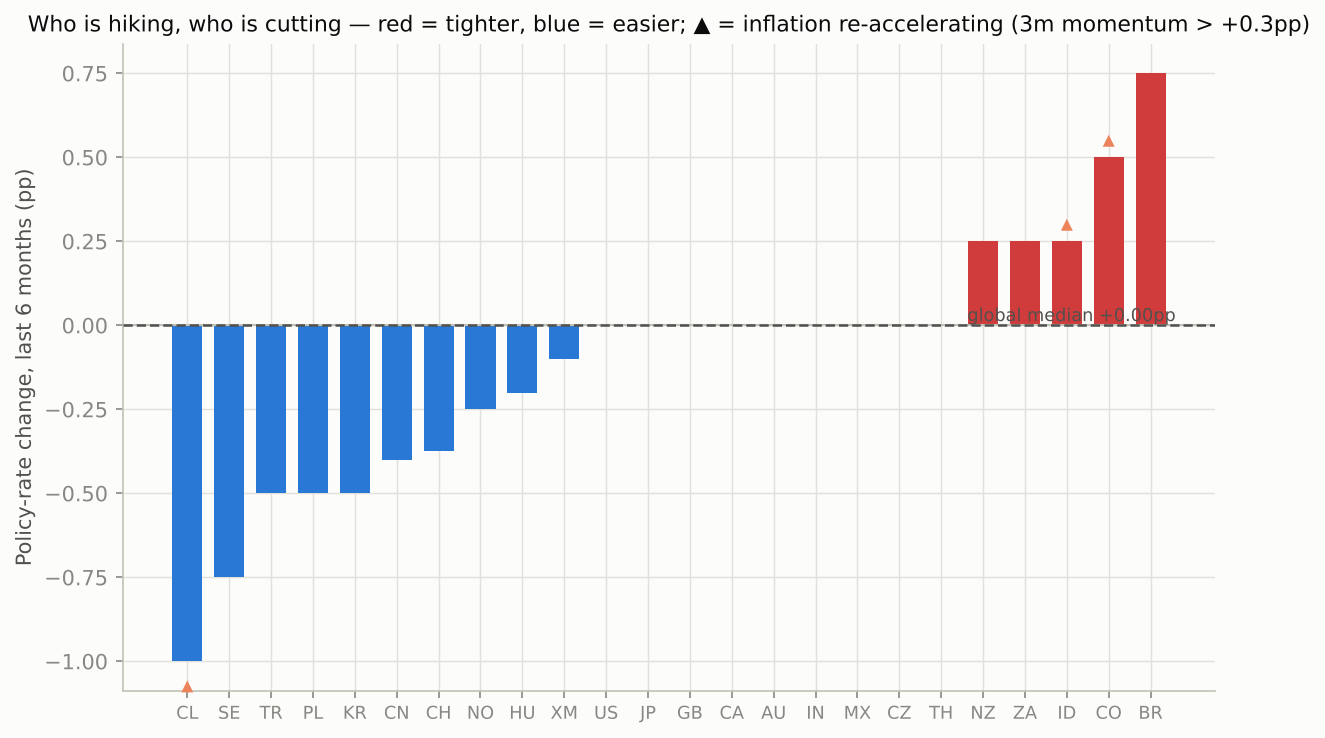 Who is hiking, who is cutting — red = tighter, blue = easier; ▲ = inflation re-accelerating (3m momentum > +0.3pp)
Policy-rate change, last 6 months (pp)
0.75
0.50
0.25
0.00
−0.25
−0.50
−0.75
−1.00
global median +0.00pp
CL SE TR PL KR CN CH NO HU XM US JP GB CA AU IN MX CZ TH NZ ZA ID CO BR